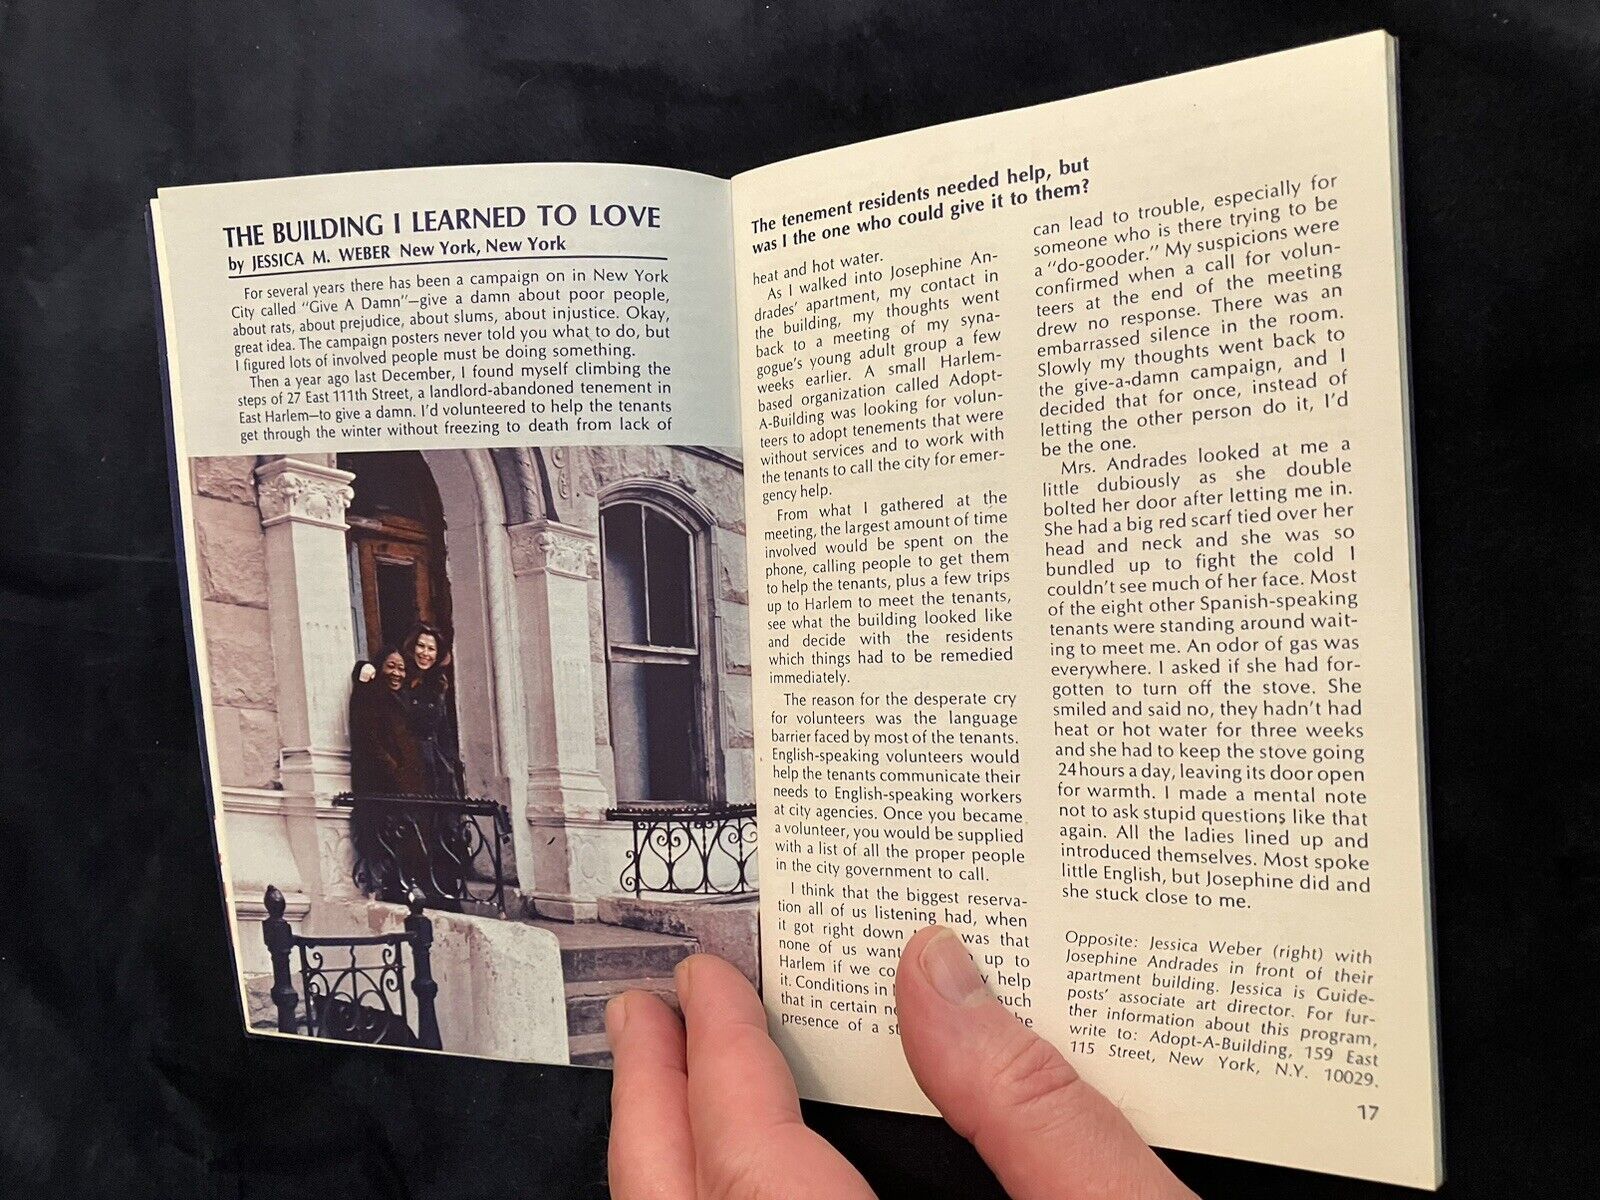 THE BUILDING I LEARNED TO LOVE
by JESSICA M. WEBER New York, New York
For several years there has been a campaign on in New York
City called "Give A Damn"—give a damn about poor people,
about rats, about prejudice, about slums, about injustice. Okay,
great idea. The campaign posters never told you what to do, but
I figured lots of involved people must be doing something.
Then a year ago last December, I found myself climbing the
steps of 27 East 111th Street, a landlord-abandoned tenement in
East Harlem—to give a damn. I'd volunteered to help the tenants
get through the winter without freezing to death from lack of
The tenement residents needed help, but
was I the one who could give it to them?
heat and hot water.
As I walked into Josephine An-
drades' apartment, my contact in
the building, my thoughts went
back to a meeting of my syna-
gogue's young adult group a few
weeks earlier. A small Harlem-
based organization called Adopt-
A-Building was looking for volun-
teers to adopt tenements that were
without services and to work with
the tenants to call the city for emer-
gency help.
From what I gathered at the
meeting, the largest amount of time
involved would be spent on the
phone, calling people to get them
to help the tenants, plus a few trips
up to Harlem to meet the tenants,
see what the building looked like
and decide with the residents
which things had to be remedied
immediately.
The reason for the desperate cry
for volunteers was the language
barrier faced by most of the tenants.
English-speaking volunteers would
help the tenants communicate their
needs to English-speaking workers
at city agencies. Once you became
a volunteer, you would be supplied
with a list of all the proper people
in the city government to call.
I think that the biggest reserva-
tion all of us listening had, when
it got right down was that
none of us up to
Harlem if we help
it. Conditions in such
that in certain
presence of a
can lead to trouble, especially for
someone who is there trying to be
a "do-gooder." My suspicions were
confirmed when a call for volun-
teers at the end of the meeting
drew no response. There was an
embarrassed silence in the room.
Slowly my thoughts went back to
the give-a-damn campaign, and I
decided that for once, instead of
letting the other person do it, I'd
be the one.
Mrs. Andrades looked at me a
little dubiously as she double
bolted her door after letting me in.
She had a big red scarf tied over her
head and neck and she was so
bundled up to fight the cold I
couldn't see much of her face. Most
of the eight other Spanish-speaking
tenants were standing around wait-
ing to meet me. An odor of gas was
everywhere. I asked if she had for-
gotten to turn off the stove. She
smiled and said no, they hadn't had
heat or hot water for three weeks
and she had to keep the stove going
24 hours a day, leaving its door open
for warmth. I made a mental note
not to ask stupid questions like that
again. All the ladies lined up and
introduced themselves. Most spoke
little English, but Josephine did and
she stuck close to me.
Opposite: Jessica Weber (right) with
Josephine Andrades in front of their
apartment building. Jessica is Guide-
posts' associate art director. For fur-
ther information about this program,
write to: Adopt-A-Building, 159 East
115 Street, New York, N.Y. 10029.
17